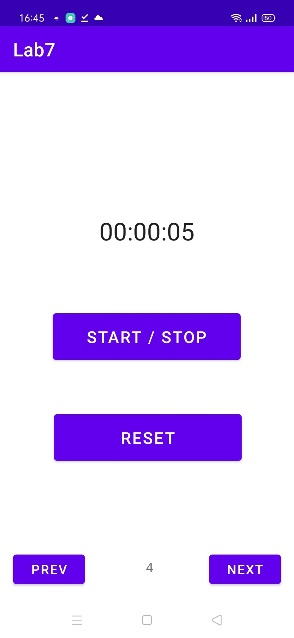 16:45
Lab7
00:00:05
START / STOP
RESET
PREV 4 NEXT